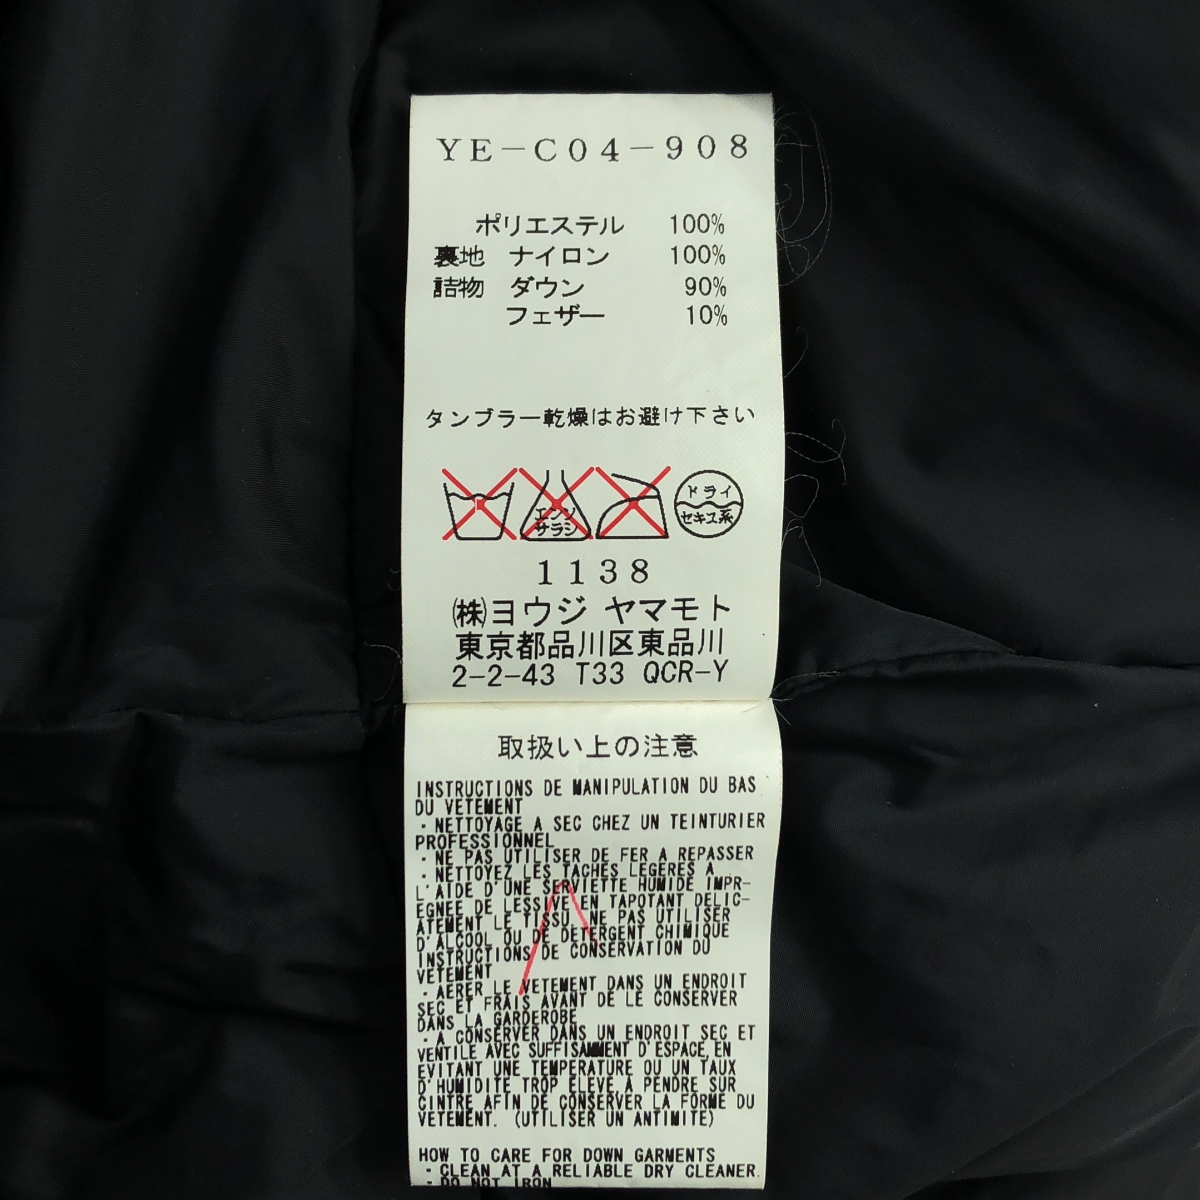 YE-C04-908
ポリエステル 100%
裏地 ナイロン 100%
詰物 ダウン 90%
フェザー 10%
タンブラー乾燥はお避け下さい
エンソ
サラシ
ドライ
セキユ系
1138
㈱ヨウジ ヤマモト
東京都品川区東品川
2-2-43 T33 QCR-Y
取扱い上の注意
INSTRUCTIONS DE MANIPULATION DU BAS
DU VETEMENT
・NETTOYAGE A SEC CHEZ UN TEINTURIER
PROFESSIONNEL
・NE PAS UTILISER DE FER A REPASSER
・NETTOYEZ LES TACHES LEGERES A
L'AIDE D'UNE SERVIETTE HUMIDE IMPR-
EGNEE DE LESSIVE EN TAPOTANT DELIC-
ATEMENT LE TISSU. NE PAS UTILISER
D'ALCOOL OU DE DETERGENT CHIMIQUE
INSTRUCTIONS DE CONSERVATION DU
VETEMENT
・AERER LE VETEMENT DANS UN ENDROIT
SEC ET FRAIS AVANT DE LE CONSERVER
DANS LA GARDEROBE
・A CONSERVER DANS UN ENDROIT SEC ET
VENTILE AVEC SUFFISAMMENT D'ESPACE,EN
EVITANT UNE TEMPERATURE OU UN TAUX
D'HUMIDITE TROP ELEVE,A PENDRE SUR
CINTRE AFIN DE CONSERVER LA FORME DU
VETEMENT. (UTILISER UN ANTIMITE)
HOW TO CARE FOR DOWN GARMENTS
・CLEAN AT A RELIABLE DRY CLEANER.
・DO NOT IRON